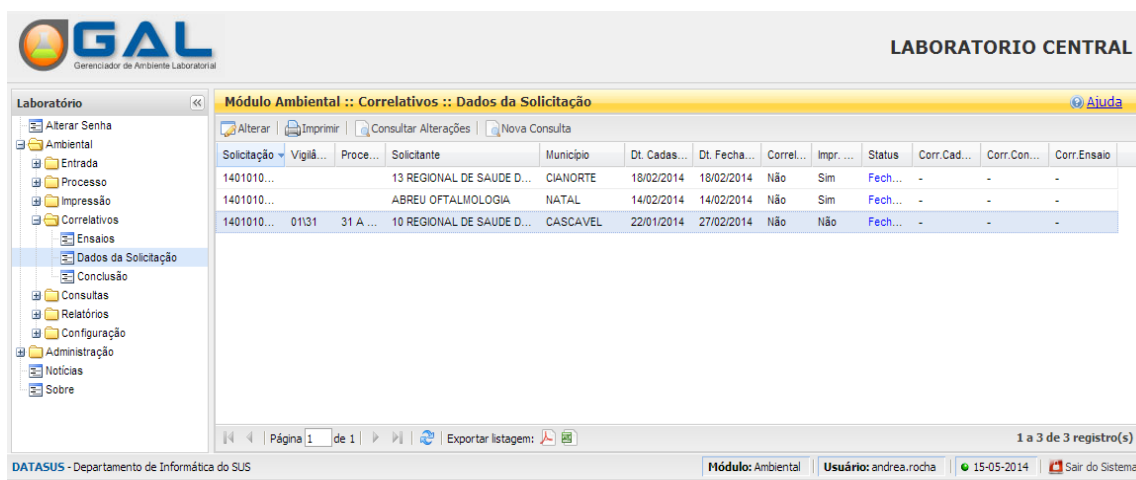 GAL
Gerenciador de Ambiente Laboratorial
LABORATORIO CENTRAL
Laboratório
Alterar Senha
Ambiental
Entrada
Processo
Impressão
Correlativos
Ensaios
Dados da Solicitação
Conclusão
Consultas
Relatórios
Configuração
Administração
Notícias
Sobre
Módulo Ambiental :: Correlativos :: Dados da Solicitação Ajuda
Alterar Imprimir Consultar Alterações Nova Consulta
Solicitação Vigilâ... Proce... Solicitante Município Dt. Cadas... Dt. Fecha... Correl... Impr. ... Status Corr.Cad... Corr.Con... Corr.Ensaio
1401010... 13 REGIONAL DE SAUDE D... CIANORTE 18/02/2014 18/02/2014 Não Sim Fech... - - -
1401010... ABREU OFTALMOLOGIA NATAL 14/02/2014 14/02/2014 Não Sim Fech... - - -
1401010... 01\31 31 A ... 10 REGIONAL DE SAUDE D... CASCAVEL 22/01/2014 27/02/2014 Não Não Fech... - - -
Página 1 de 1 Exportar listagem: 1 a 3 de 3 registro(s)
DATASUS - Departamento de Informática do SUS Módulo: Ambiental Usuário: andrea.rocha 15-05-2014 Sair do Sistema